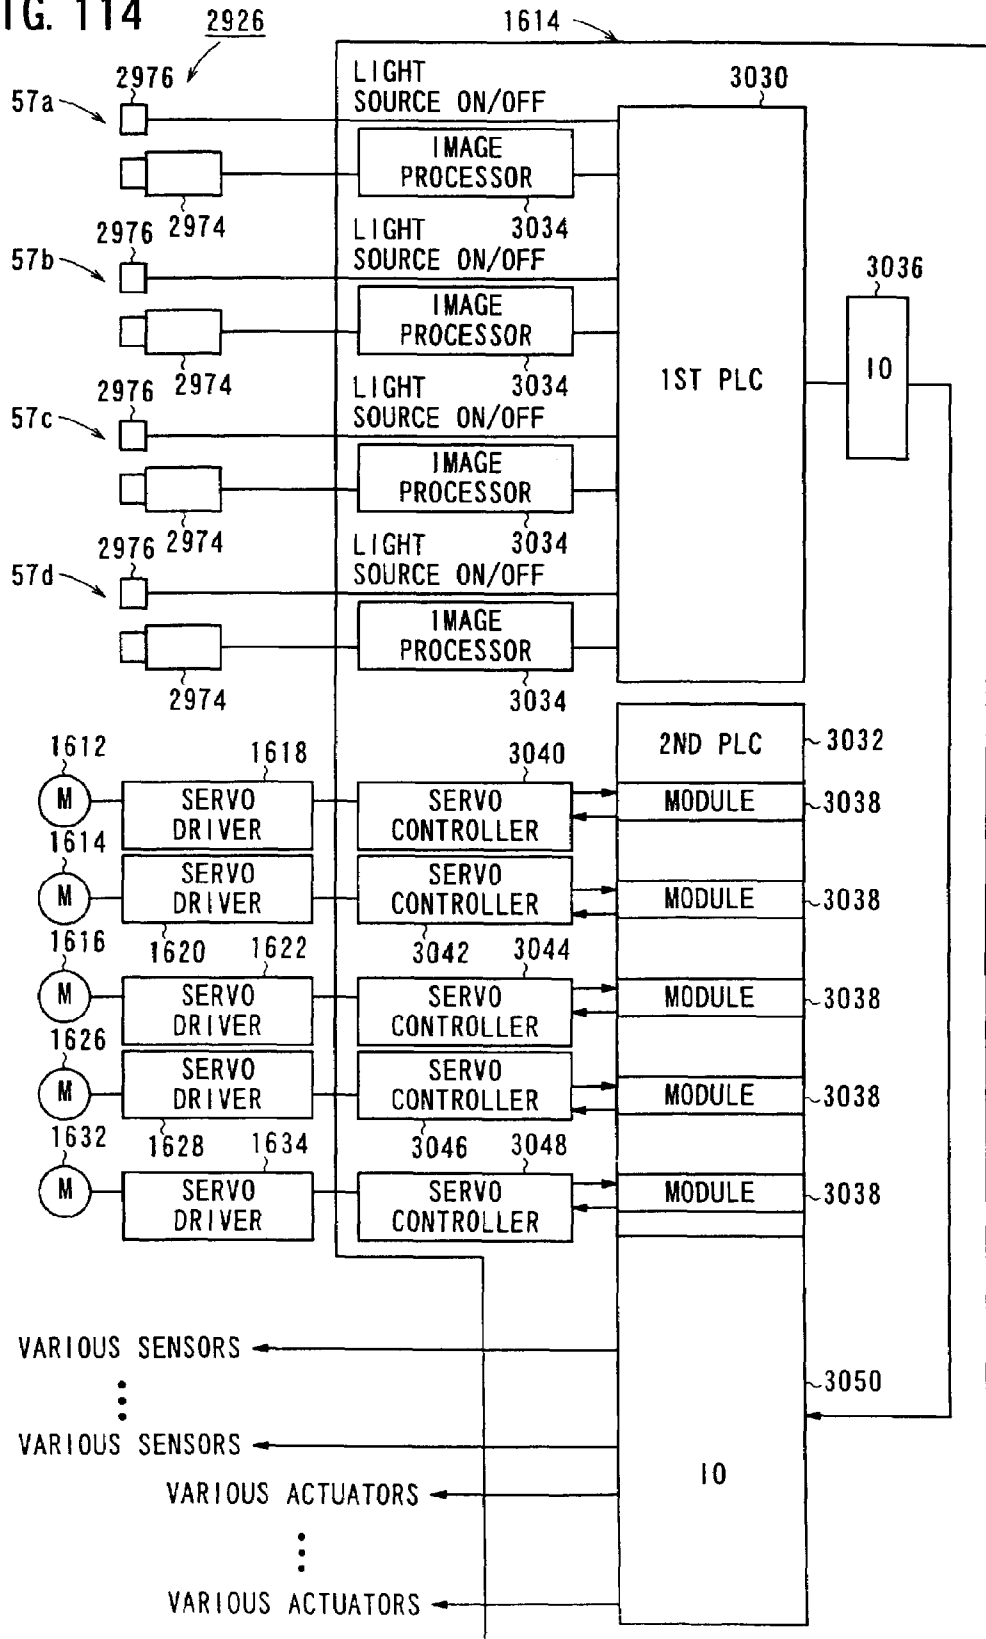 IG. 114
2926
1614
2976
57a
LIGHT
SOURCE ON/OFF
3030
IMAGE
PROCESSOR
2974
3034
2976
57b
LIGHT
SOURCE ON/OFF
3036
IMAGE
PROCESSOR
2974
3034
1ST PLC
IO
2976
57c
LIGHT
SOURCE ON/OFF
IMAGE
PROCESSOR
2974
3034
2976
57d
LIGHT
SOURCE ON/OFF
IMAGE
PROCESSOR
2974
3034
2ND PLC
3032
1612
M
1618
SERVO
DRIVER
3040
SERVO
CONTROLLER
MODULE
3038
1614
M
SERVO
DRIVER
1620
SERVO
CONTROLLER
3042
MODULE
3038
1616
M
1622
SERVO
DRIVER
3044
SERVO
CONTROLLER
MODULE
3038
1626
M
SERVO
DRIVER
1628
SERVO
CONTROLLER
3046
MODULE
3038
1632
M
1634
SERVO
DRIVER
3048
SERVO
CONTROLLER
MODULE
3038
VARIOUS SENSORS
3050
VARIOUS SENSORS
IO
VARIOUS ACTUATORS
VARIOUS ACTUATORS